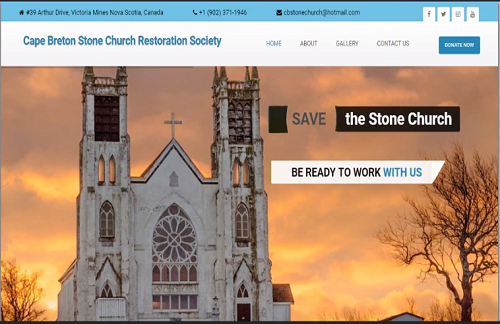 #39 Arthur Drive, Victoria Mines Nova Scotia, Canada
+1 (902) 371-1946
cbstonechurch@hotmail.com
Cape Breton Stone Church Restoration Society
HOME ABOUT GALLERY CONTACT US
DONATE NOW
SAVE the Stone Church
BE READY TO WORK WITH US